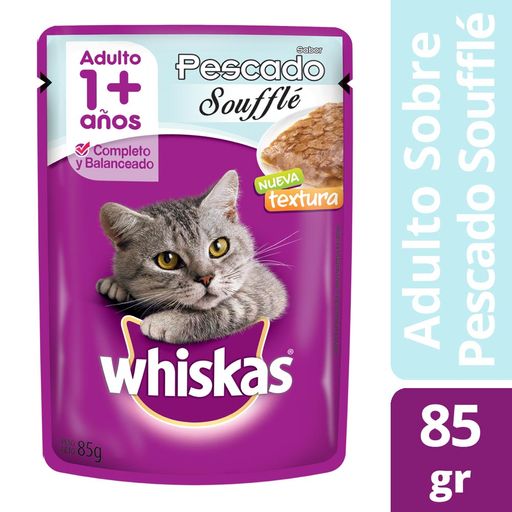 Adulto
1+
años
Completo
y Balanceado
Sabor
Pescado
Soufflé
NUEVA
textura
whiskas®
85g
Adulto Sobre
Pescado Soufflé
85
gr